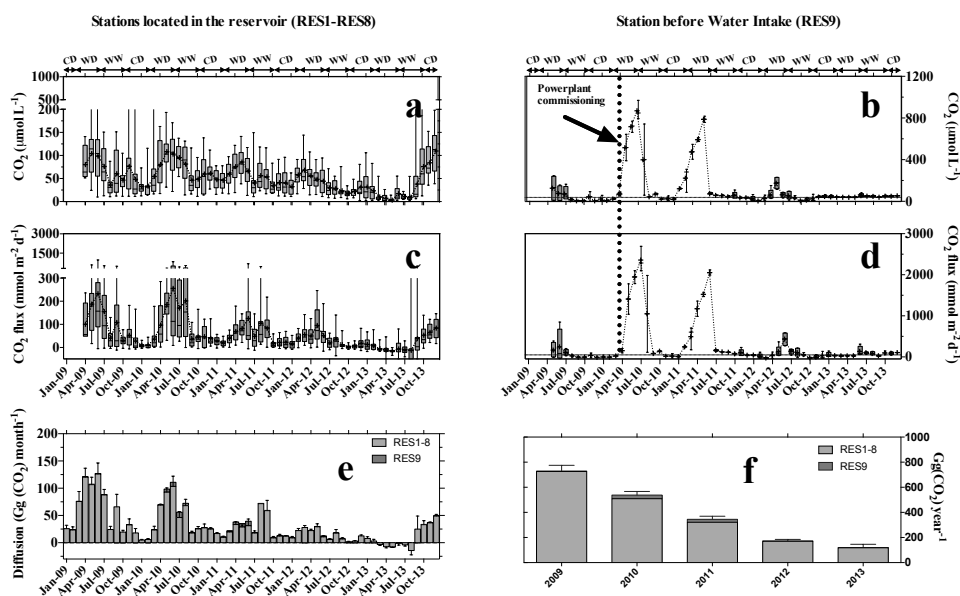 Stations located in the reservoir (RES1-RES8)
Station before Water Intake (RES9)
CD WD WW CD WD WW CD WD WW CD WD WW CD WD WW CD
CD WD WW CD WD WW CD WD WW CD WD WW CD WD WW CD
a
CO2 (µmol L-1)
1000
500
200
150
100
50
0
b
Powerplant
commissioning
CO2 (µmol L-1)
1200
800
400
0
c
CO2 flux (mmol m-2 d-1)
3000
1500
300
200
100
0
Jan-09 Apr-09 Jul-09 Oct-09 Jan-10 Apr-10 Jul-10 Oct-10 Jan-11 Apr-11 Jul-11 Oct-11 Jan-12 Apr-12 Jul-12 Oct-12 Jan-13 Apr-13 Jul-13 Oct-13
d
CO2 flux (mmol m-2 d-1)
3000
2000
1000
0
Jan-09 Apr-09 Jul-09 Oct-09 Jan-10 Apr-10 Jul-10 Oct-10 Jan-11 Apr-11 Jul-11 Oct-11 Jan-12 Apr-12 Jul-12 Oct-12 Jan-13 Apr-13 Jul-13 Oct-13
e
Diffusion (Gg (CO2) month-1)
200
150
100
50
0
RES1-8
RES9
Jan-09 Apr-09 Jul-09 Oct-09 Jan-10 Apr-10 Jul-10 Oct-10 Jan-11 Apr-11 Jul-11 Oct-11 Jan-12 Apr-12 Jul-12 Oct-12 Jan-13 Apr-13 Jul-13 Oct-13
f
RES1-8
RES9
Gg(CO2) year-1
1000
800
600
400
200
0
2009 2010 2011 2012 2013